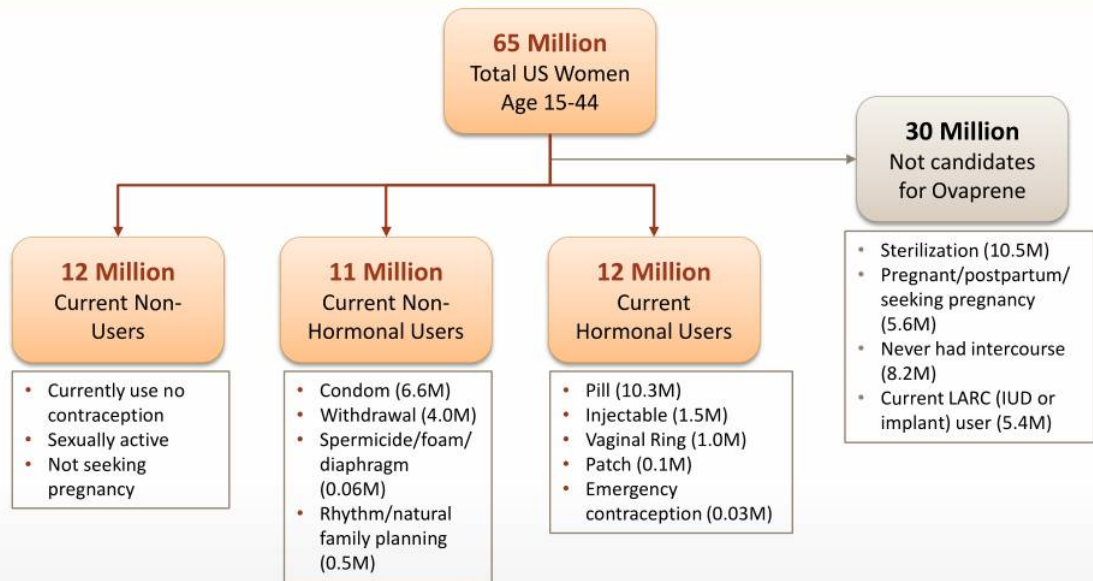 65 Million
Total US Women
Age 15-44
30 Million
Not candidates
for Ovaprene
• Sterilization (10.5M)
• Pregnant/postpartum/
seeking pregnancy
(5.6M)
• Never had intercourse
(8.2M)
• Current LARC (IUD or
implant) user (5.4M)
12 Million
Current Non-
Users
• Currently use no
contraception
• Sexually active
• Not seeking
pregnancy
11 Million
Current Non-
Hormonal Users
• Condom (6.6M)
• Withdrawal (4.0M)
• Spermicide/foam/
diaphragm
(0.06M)
• Rhythm/natural
family planning
(0.5M)
12 Million
Current
Hormonal Users
• Pill (10.3M)
• Injectable (1.5M)
• Vaginal Ring (1.0M)
• Patch (0.1M)
• Emergency
contraception (0.03M)